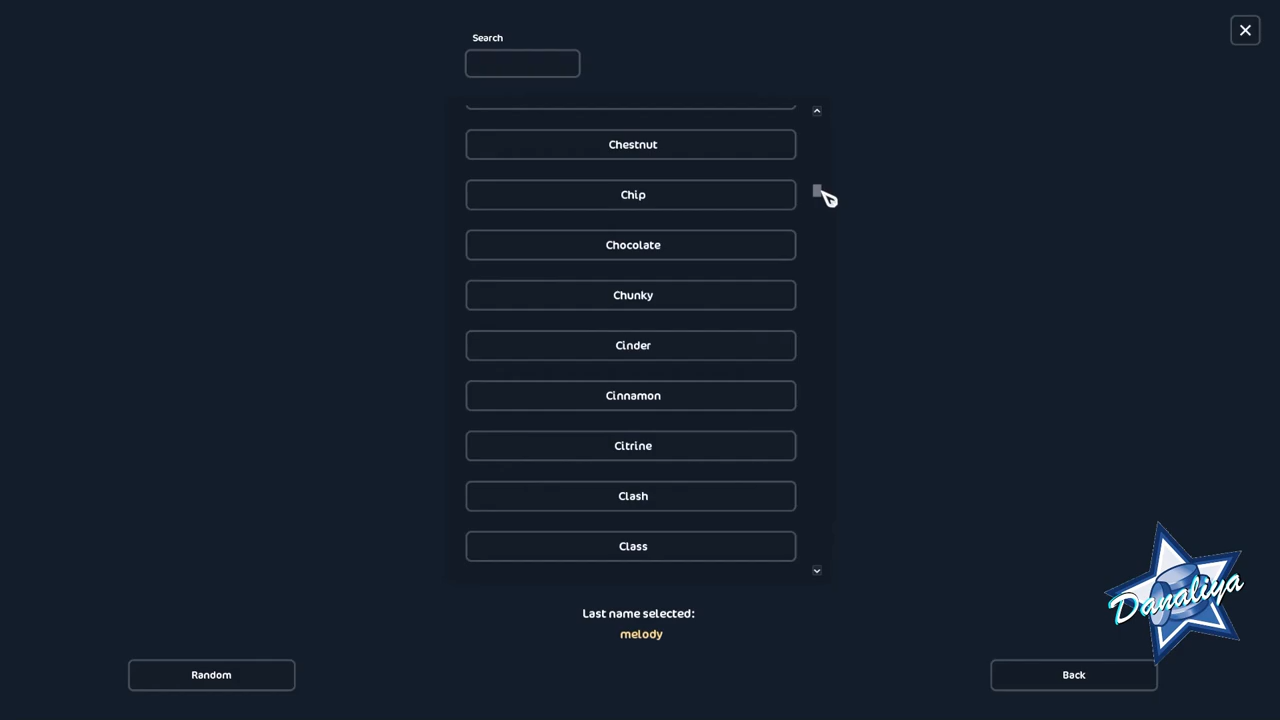 Search
Chestnut
Chip
Chocolate
Chunky
Cinder
Cinnamon
Citrine
Clash
Class
Last name selected:
melody
Random
Back
Danaliya